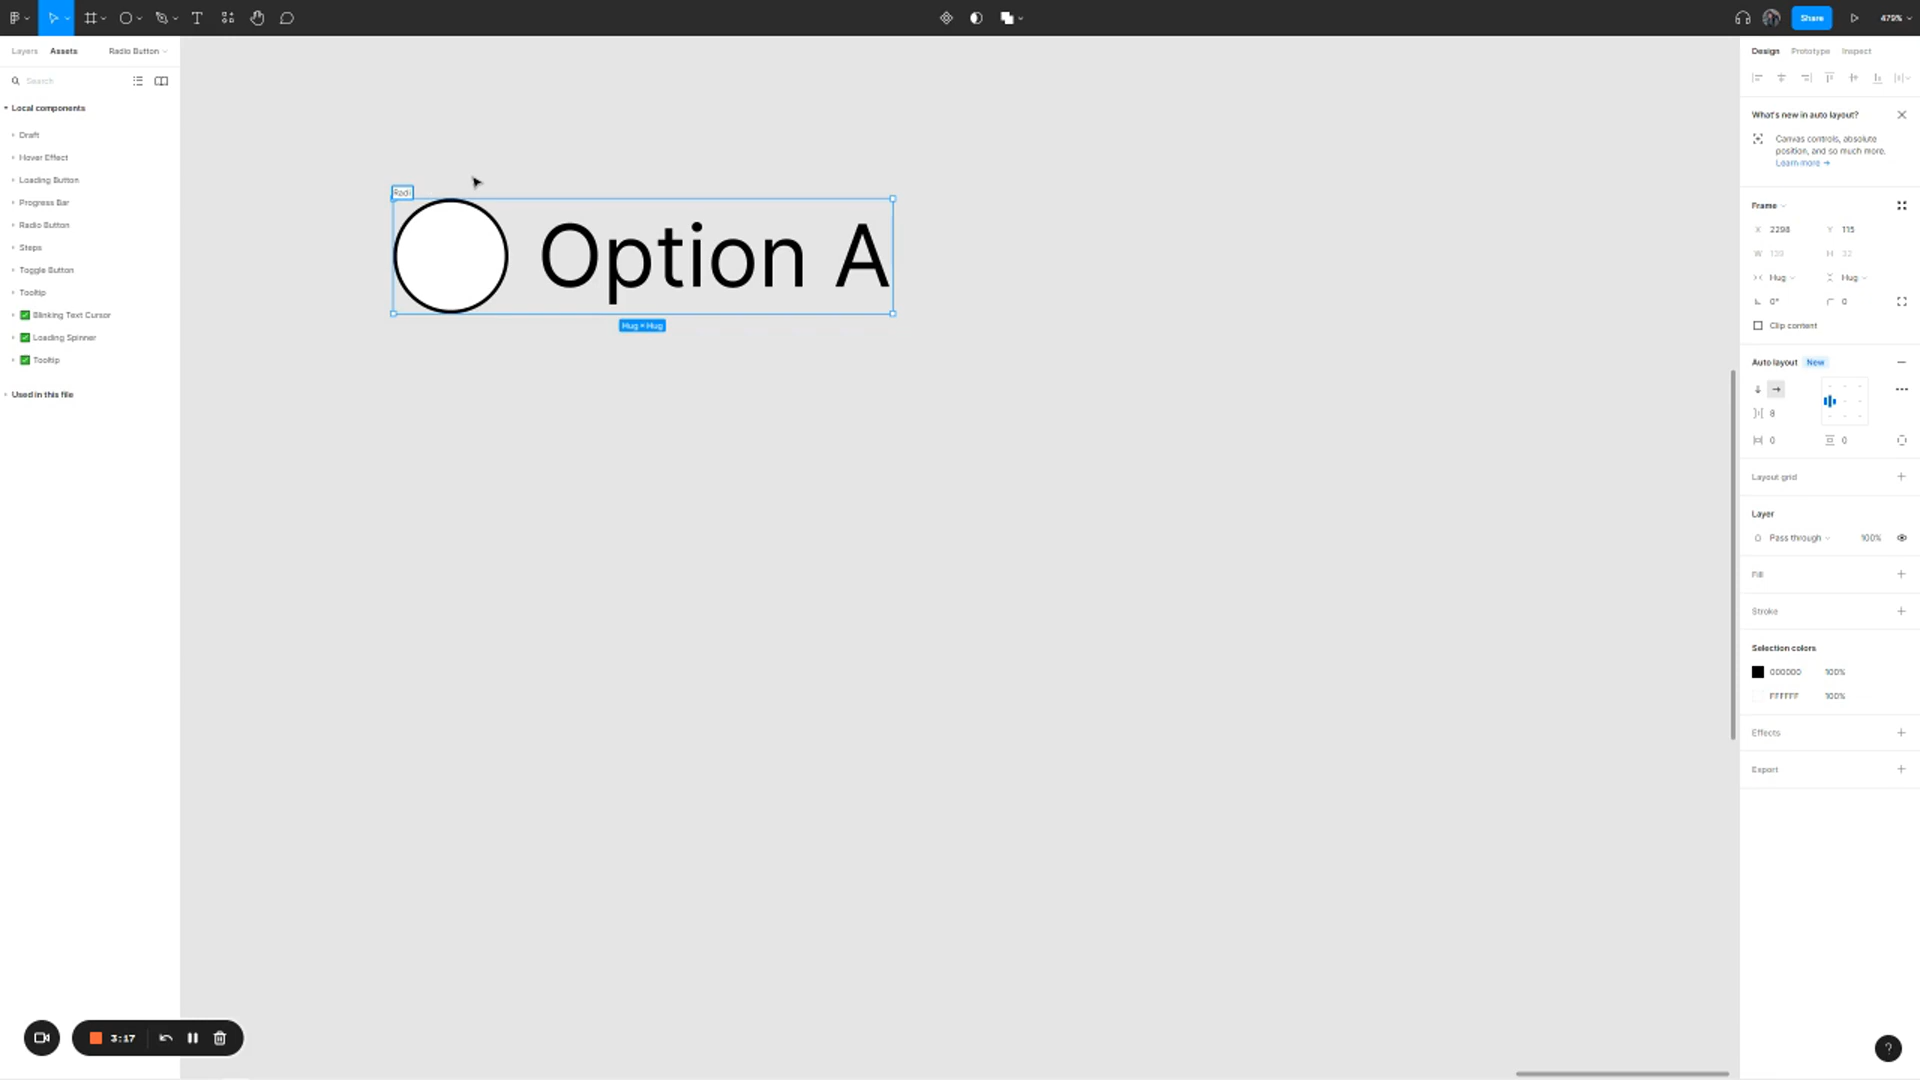 Share
479%
Layers Assets Radio Button
Search
Local components
Draft
Hover Effect
Loading Button
Progress Bar
Radio Button
Steps
Toggle Button
Tooltip
Blinking Text Cursor
Loading Spinner
Tooltip
Used in this file
Radi
Option A
Hug × Hug
Design Prototype Inspect
What's new in auto layout?
Canvas controls, absolute
position, and so much more.
Learn more →
Frame
X 2298 Y 115
W 139 H 32
Hug Hug
0° 0
Clip content
Auto layout New
8
0 0
Layout grid
Layer
Pass through 100%
Fill
Stroke
Selection colors
000000 100%
FFFFFF 100%
Effects
Export
3:17
?